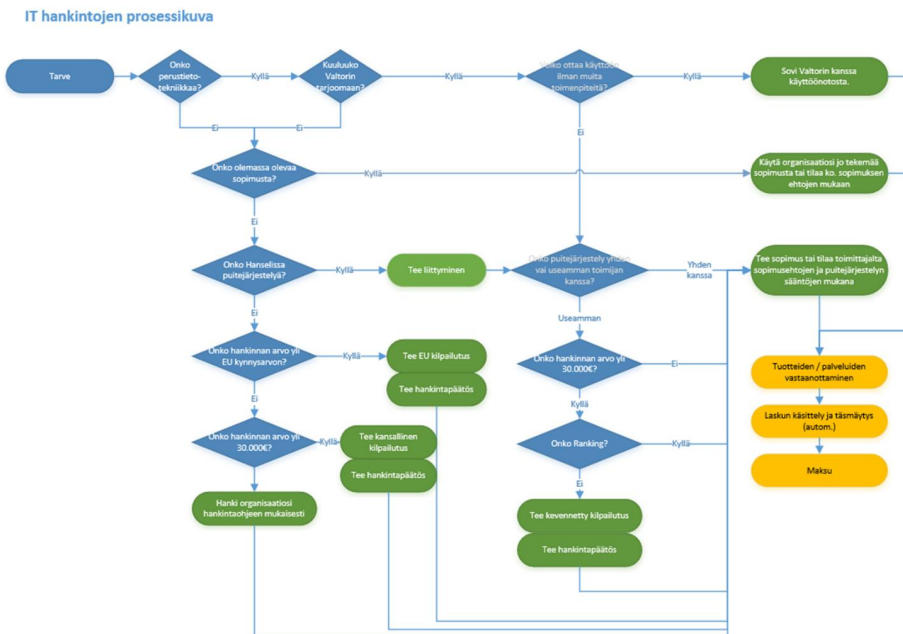 IT hankintojen prosessikuva
Tarve
Onko
perustieto-
tekniikkaa?
Kyllä
Kuuluuko
Valtorin
tarjoomaan?
Kyllä
Voiko ottaa käyttöön
ilman muita
toimenpiteitä?
Kyllä
Sovi Valtorin kanssa
käyttöönotosta.
Ei
Ei
Ei
Onko olemassa olevaa
sopimusta?
Kyllä
Käytä organisaatiosi jo tekemää
sopimusta tai tilaa ko. sopimuksen
ehtojen mukaan
Ei
Onko Hanselissa
puitejärjestelyä?
Kyllä
Tee liittyminen
Onko puitejärjestely yhden
vai useamman toimijan
kanssa?
Yhden
kanssa
Tee sopimus tai tilaa toimittajalta
sopimusehtojen ja puitejärjestelyn
sääntöjen mukana
Ei
Useamman
Onko hankinnan arvo yli
EU kynnysarvon?
Kyllä
Tee EU kilpailutus
Tee hankintapäätös
Onko hankinnan arvo yli
30.000€?
Ei
Tuotteiden / palveluiden
vastaanottaminen
Ei
Kyllä
Laskun käsittely ja täsmäytys
(autom.)
Onko hankinnan arvo yli
30.000€?
Kyllä
Tee kansallinen
kilpailutus
Tee hankintapäätös
Onko Ranking?
Kyllä
Maksu
Ei
Hanki organisaatiosi
hankintaohjeen mukaisesti
Tee kevennetty kilpailutus
Tee hankintapäätös